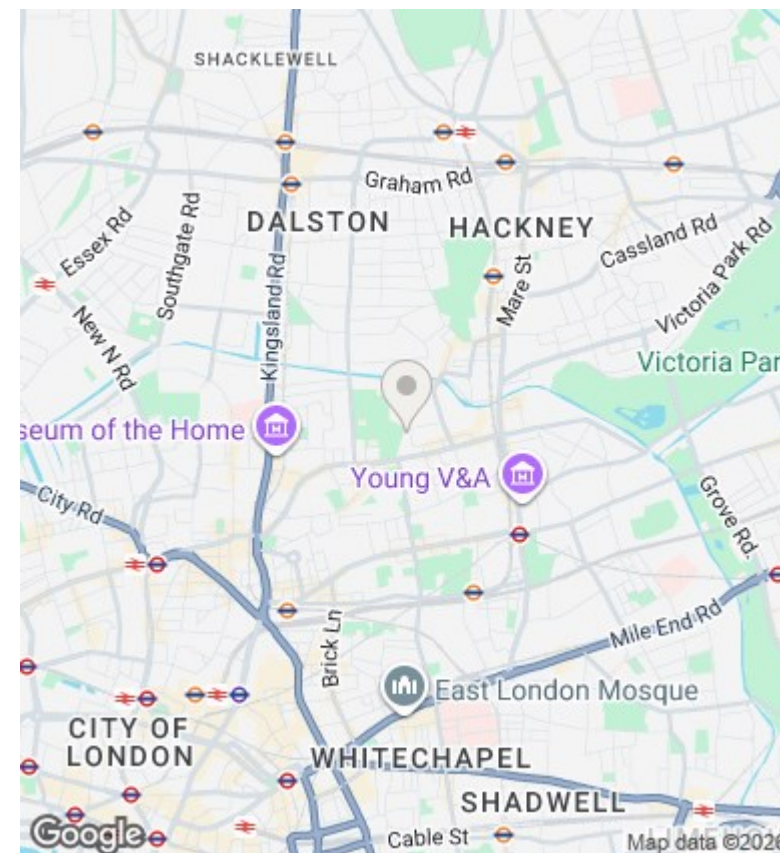 SHACKLEWELL
Graham Rd
Essex Rd
Southgate Rd
DALSTON
HACKNEY
Cassland Rd
Kingsland Rd
Mare St
Victoria Park Rd
New N Rd
Victoria Par
seum of the Home
Young V&A
City Rd
Grove Rd.
Brick Ln
Mile End Rd
East London Mosque
CITY OF
LONDON
WHITECHAPEL
SHADWELL
Google
Cable St
Map data ©2026